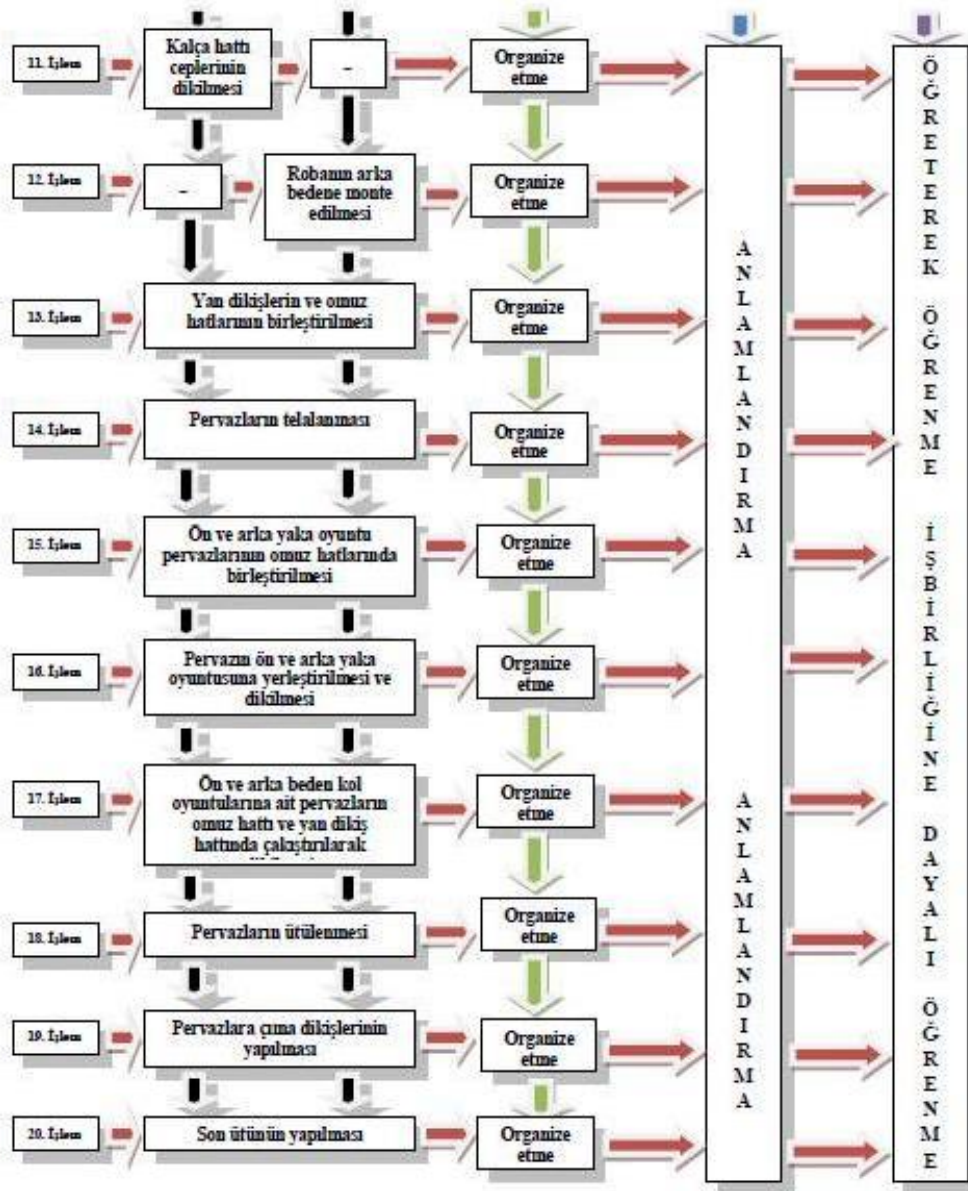 11. İşlem
Kalça hattı
ceplerinin
dikilmesi
-
Organize
etme
12. İşlem
-
Robanın arka
bedene monte
edilmesi
Organize
etme
13. İşlem
Yan dikişlerin ve omuz
hatlarının birleştirilmesi
Organize
etme
14. İşlem
Pervazların telalanması
Organize
etme
15. İşlem
Ön ve arka yaka oyuntu
pervazlarının omuz hatlarında
birleştirilmesi
Organize
etme
16. İşlem
Pervazın ön ve arka yaka
oyuntusuna yerleştirilmesi ve
dikilmesi
Organize
etme
17. İşlem
Ön ve arka beden kol
oyuntularına ait pervazların
omuz hattı ve yan dikiş
hattında çakıştırılarak
Organize
etme
18. İşlem
Pervazların ütülenmesi
Organize
etme
19. İşlem
Pervazlara çıma dikişlerinin
yapılması
Organize
etme
20. İşlem
Son ütünün yapılması
Organize
etme
ANLAMLANDIRMA
ANLAMLANDIRMA
ÖĞRETEREK ÖĞRENME İŞBİRLİĞİNE DAYALI ÖĞRENME